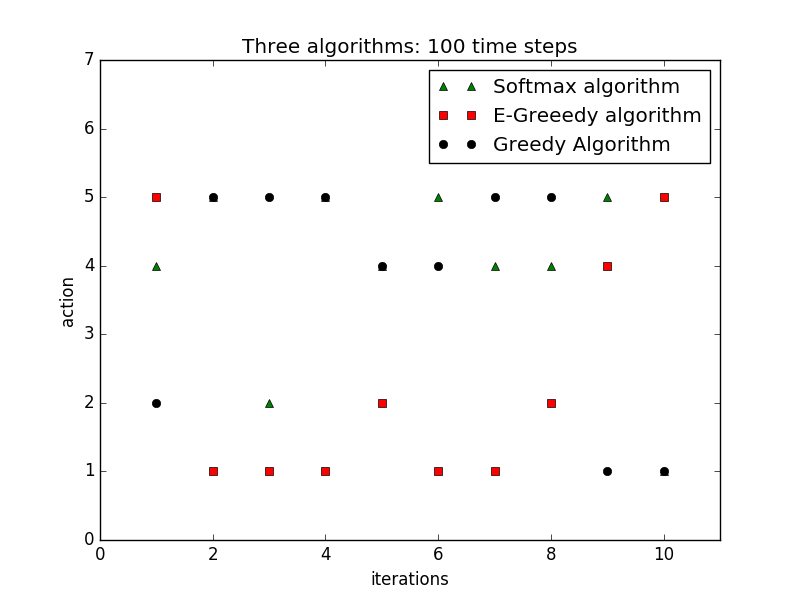 Three algorithms: 100 time steps
7
Softmax algorithm
E-Greeedy algorithm
Greedy Algorithm
6
5
4
3
2
1
0
action
0 2 4 6 8 10
iterations